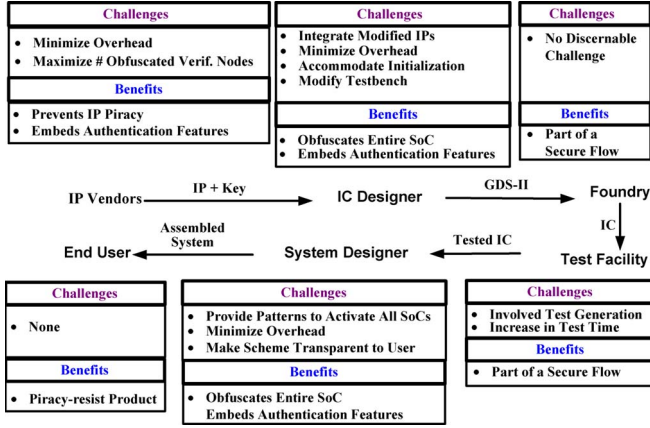 Challenges
• Minimize Overhead
• Maximize # Obfuscated Verif. Nodes
Benefits
• Prevents IP Piracy
• Embeds Authentication Features
Challenges
• Integrate Modified IPs
• Minimize Overhead
• Accommodate Initialization
• Modify Testbench
Benefits
• Obfuscates Entire SoC
• Embeds Authentication Features
Challenges
• No Discernable
Challenge
Benefits
• Part of a
Secure Flow
IP Vendors
IP + Key
IC Designer
GDS-II
Foundry
IC
End User
Assembled
System
System Designer
Tested IC
Test Facility
Challenges
• None
Benefits
• Piracy-resist Product
Challenges
• Provide Patterns to Activate All SoCs
• Minimize Overhead
• Make Scheme Transparent to User
Benefits
• Obfuscates Entire SoC
Embeds Authentication Features
Challenges
• Involved Test Generation
• Increase in Test Time
Benefits
• Part of a Secure Flow